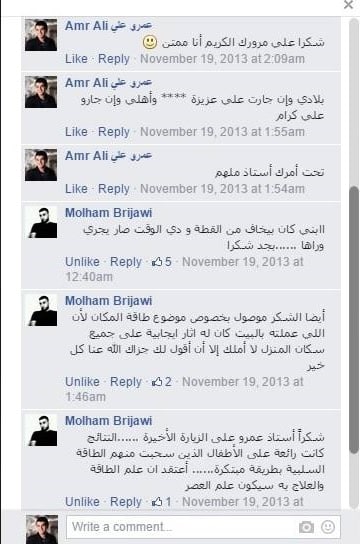 Amr Ali عمرو علي
شكرا على مرورك الكريم أنا ممتن
Like · Reply · November 19, 2013 at 2:09am
Amr Ali عمرو علي
بلادي وإن جارت على عزيزة **** وأهلي وإن جارو
على كرام
Like · Reply · November 19, 2013 at 1:55am
Amr Ali عمرو علي
تحت أمرك أستاذ ملهم
Like · Reply · November 19, 2013 at 1:54am
Molham Brijawi
اابني كان بيخاف من القطة و دي الوقت صار يجري
وراها ......بجد شكرا
Unlike · Reply · 5 · November 19, 2013 at
12:40am
Molham Brijawi
أيضا الشكر موصول بخصوص موضوع طاقة المكان لأن
اللي عملته بالبيت كان له اثار ايجابية على جميع
سكان المنزل لا أملك إلا أن أقول لك جزاك الله عنا كل
خير
Unlike · Reply · 2 · November 19, 2013 at
1:46am
Molham Brijawi
شكراً أستاذ عمرو على الزيارة الأخيرة ......النتائج
كانت رائعة على الأطفال الذين سحبت منهم الطاقة
السلبية بطريقة مبتكرة...... أعتقد ان علم الطاقة
والعلاج به سيكون علم العصر
Unlike · Reply · 1 · November 19, 2013 at
Write a comment...